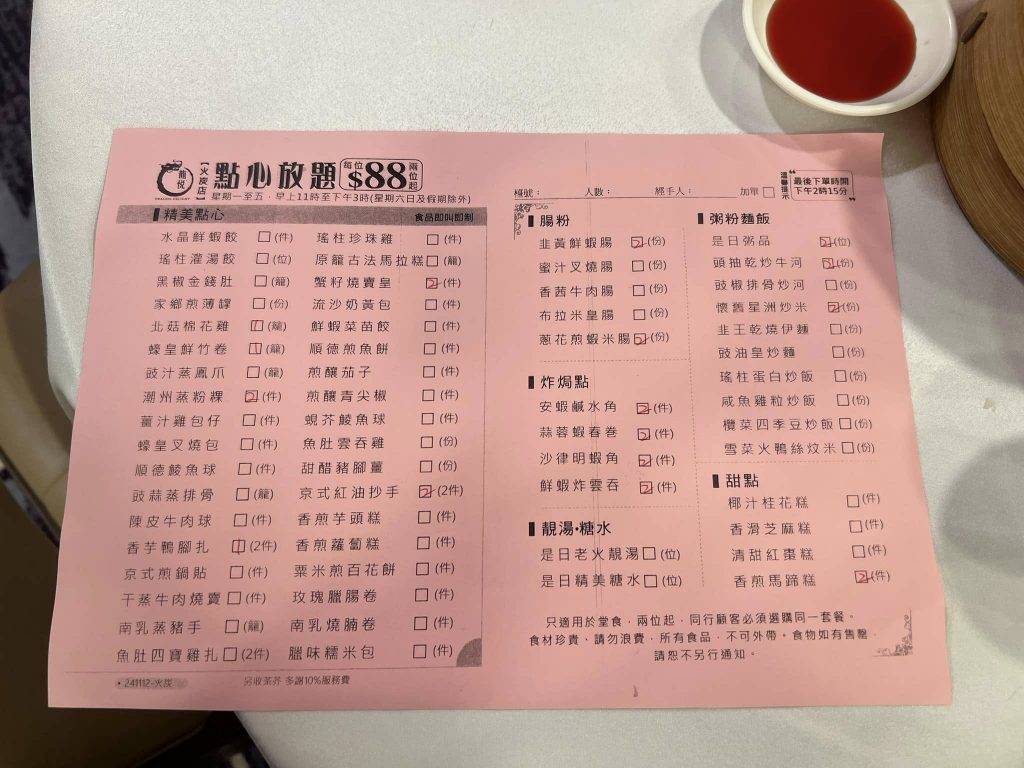 龍悅
DRAGON DELIGHT
【火炭店】
點心放題
每位$88兩位起
星期一至五．早上11時至下午3時(星期六日及假期除外)
精美點心 食品即叫即制
水晶鮮蝦餃 (件) 瑤柱珍珠雞 (件)
瑤柱灌湯餃 (位) 原籠古法馬拉糕 (籠)
黑椒金錢肚 (籠) 蟹籽燒賣皇 2 (件)
家鄉煎薄罉 (份) 流沙奶黃包 (件)
北菇棉花雞 1 (籠) 鮮蝦菜苗餃 (件)
蠔皇鮮竹卷 1 (籠) 順德煎魚餅 (件)
豉汁蒸鳳爪 (籠) 煎釀茄子 (件)
潮州蒸粉粿 2 (件) 煎釀青尖椒 (件)
薑汁雞包仔 (件) 蜆芥鯪魚球 (件)
蠔皇叉燒包 (件) 魚肚雲吞雞 (份)
順德鯪魚球 (件) 甜醋豬腳薑 (份)
豉蒜蒸排骨 (籠) 京式紅油抄手 2 (2件)
陳皮牛肉球 (件) 香煎芋頭糕 (件)
香芋鴨腳扎 1 (2件) 香煎蘿蔔糕 (件)
京式煎鍋貼 (件) 粟米煎百花餅 (件)
干蒸牛肉燒賣 (件) 玫瑰臘腸卷 (件)
南乳蒸豬手 (籠) 南乳燒腩卷 (件)
魚肚四寶雞扎 (2件) 臘味糯米包 (件)
• 241112-火炭 另收茶芥 多謝10%服務費
檯號： 人數： 經手人： 加單
溫馨提示
最後下單時間
下午2時15分
腸粉
韭黃鮮蝦腸 2 (份)
蜜汁叉燒腸 (份)
香茜牛肉腸 (份)
布拉米皇腸 (份)
蔥花煎蝦米腸 2 (份)
炸焗點
安蝦鹹水角 2 (件)
蒜蓉蝦春卷 2 (件)
沙律明蝦角 2 (件)
鮮蝦炸雲吞 2 (件)
靚湯•糖水
是日老火靚湯 (位)
是日精美糖水 (位)
粥粉麵飯
是日粥品 2 (位)
頭抽乾炒牛河 2 (份)
豉椒排骨炒河 (份)
懷舊星洲炒米 2 (份)
韭王乾燒伊麵 (份)
豉油皇炒麵 (份)
瑤柱蛋白炒飯 (份)
咸魚雞粒炒飯 (份)
欖菜四季豆炒飯 (份)
雪菜火鴨絲炆米 (份)
甜點
椰汁桂花糕 (件)
香滑芝麻糕 (件)
清甜紅棗糕 (件)
香煎馬蹄糕 2 (件)
只適用於堂食．兩位起．同行顧客必須選購同一套餐。
食材珍貴．請勿浪費．所有食品．不可外帶。食物如有售罄．
請恕不另行通知。